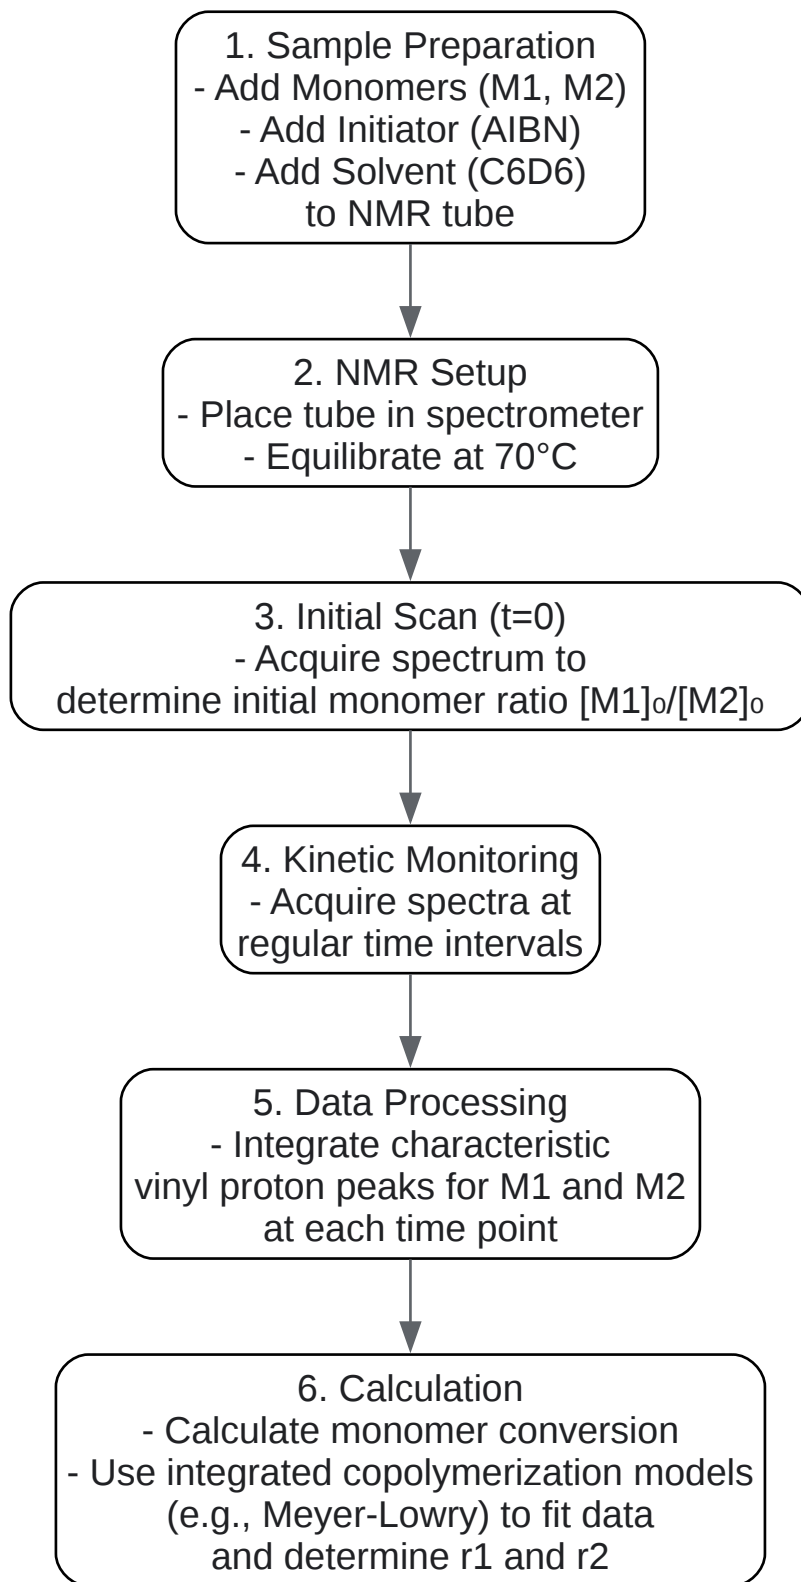 1. Sample Preparation
- Add Monomers (M1, M2)
- Add Initiator (AIBN)
- Add Solvent (C6D6)
to NMR tube
2. NMR Setup
- Place tube in spectrometer
- Equilibrate at 70°C
3. Initial Scan (t=0)
- Acquire spectrum to
determine initial monomer ratio [M1]₀/[M2]₀
4. Kinetic Monitoring
- Acquire spectra at
regular time intervals
5. Data Processing
- Integrate characteristic
vinyl proton peaks for M1 and M2
at each time point
6. Calculation
- Calculate monomer conversion
- Use integrated copolymerization models
(e.g., Meyer-Lowry) to fit data
and determine r1 and r2